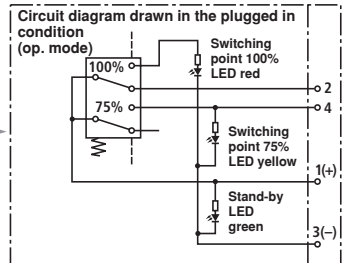 Circuit diagram drawn in the plugged in
condition
(op. mode)
Switching
point 100%
LED red
100%
2
75%
4
Switching
point 75%
LED yellow
1(+)
Stand-by
LED
green
3(–)